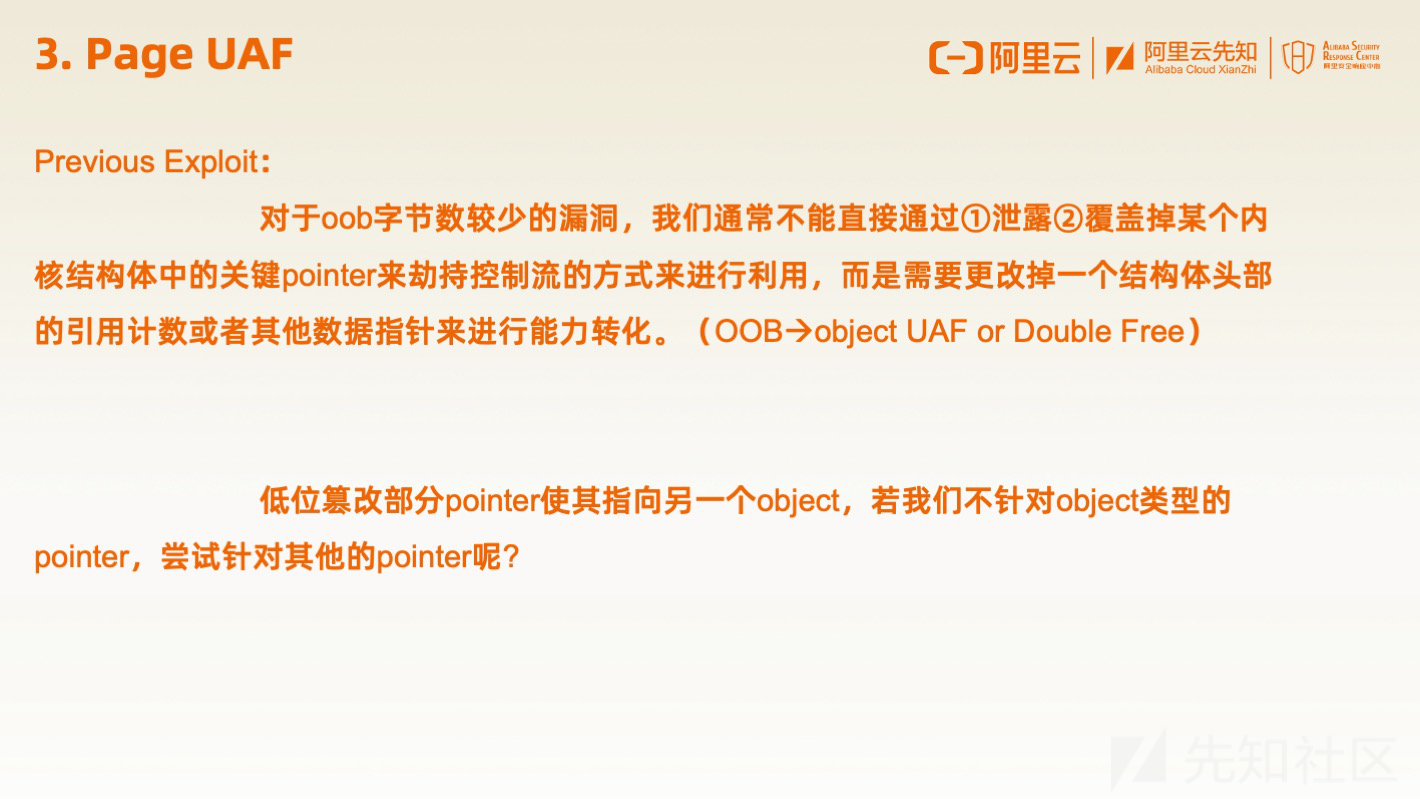 3. Page UAF
阿里云
阿里云先知
Alibaba Cloud XianZhi
ALIBABA SECURITY
RESPONSE CENTER
阿里安全响应中心
Previous Exploit：
对于oob字节数较少的漏洞，我们通常不能直接通过①泄露②覆盖掉某个内
核结构体中的关键pointer来劫持控制流的方式来进行利用，而是需要更改掉一个结构体头部
的引用计数或者其他数据指针来进行能力转化。（OOB→object UAF or Double Free）
低位篡改部分pointer使其指向另一个object，若我们不针对object类型的
pointer，尝试针对其他的pointer呢?
先知社区